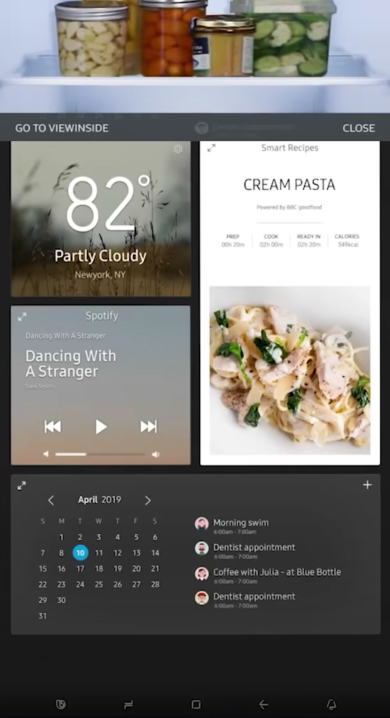 GO TO VIEWINSIDE
CLOSE
82°
Partly Cloudy
Newyork, NY
Smart Recipes
CREAM PASTA
Powered by BBC goodfood
PREP COOK READY IN CALORIES
00h 20m 02h 00m 02h 20m 549kcal
Spotify
Dancing With A Stranger
Dancing With
A Stranger
April 2019
S M T W T F S
1 2 3 4 5 6
7 8 10 11 12 13 14
15 16 17 18 19 20 21
22 23 24 25 26 27 28
29 30
31
Morning swim
6:00am - 7:00am
Dentist appointment
6:00am - 7:00am
Coffee with Julia - at Blue Bottle
6:00am - 7:00am
Dentist appointment
6:00am - 7:00am